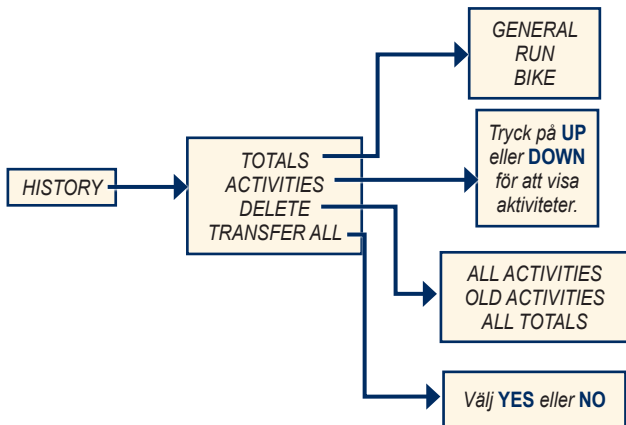 HISTORY
TOTALS
ACTIVITIES
DELETE
TRANSFER ALL
GENERAL
RUN
BIKE
Tryck på UP
eller DOWN
för att visa
aktiviteter.
ALL ACTIVITIES
OLD ACTIVITIES
ALL TOTALS
Välj YES eller NO